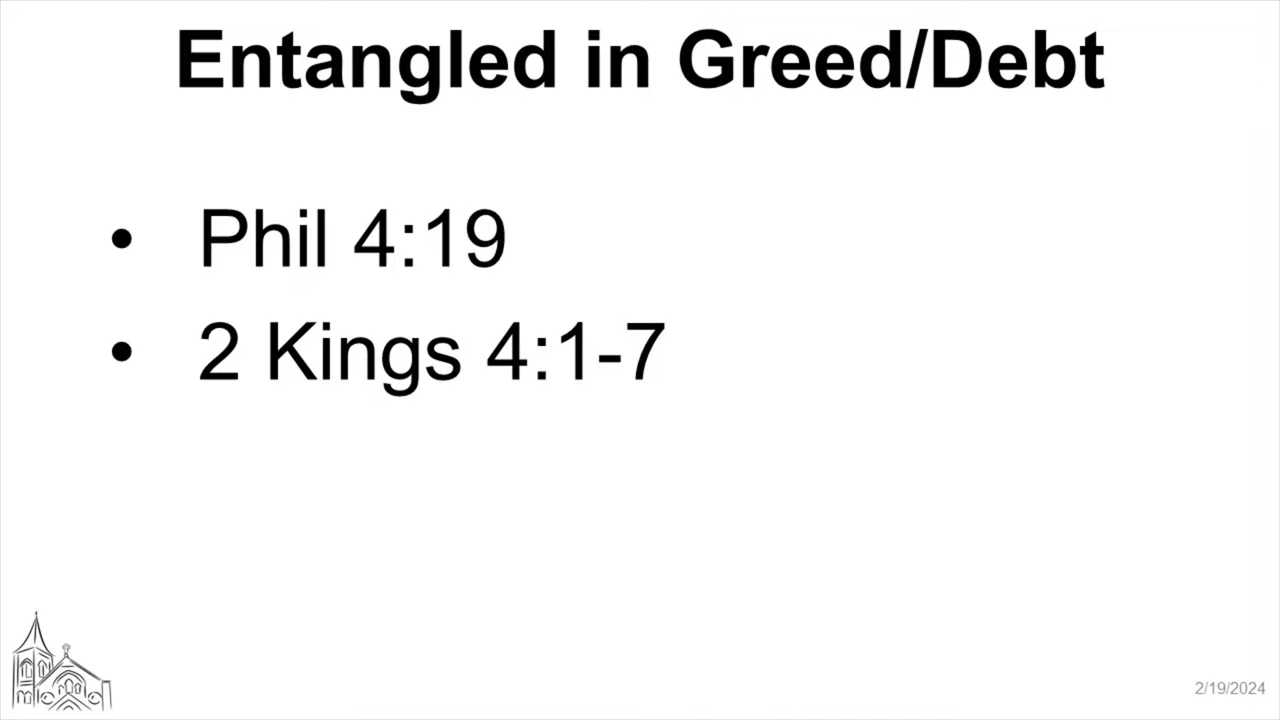 Entangled in Greed/Debt
• Phil 4:19
• 2 Kings 4:1-7
2/19/2024